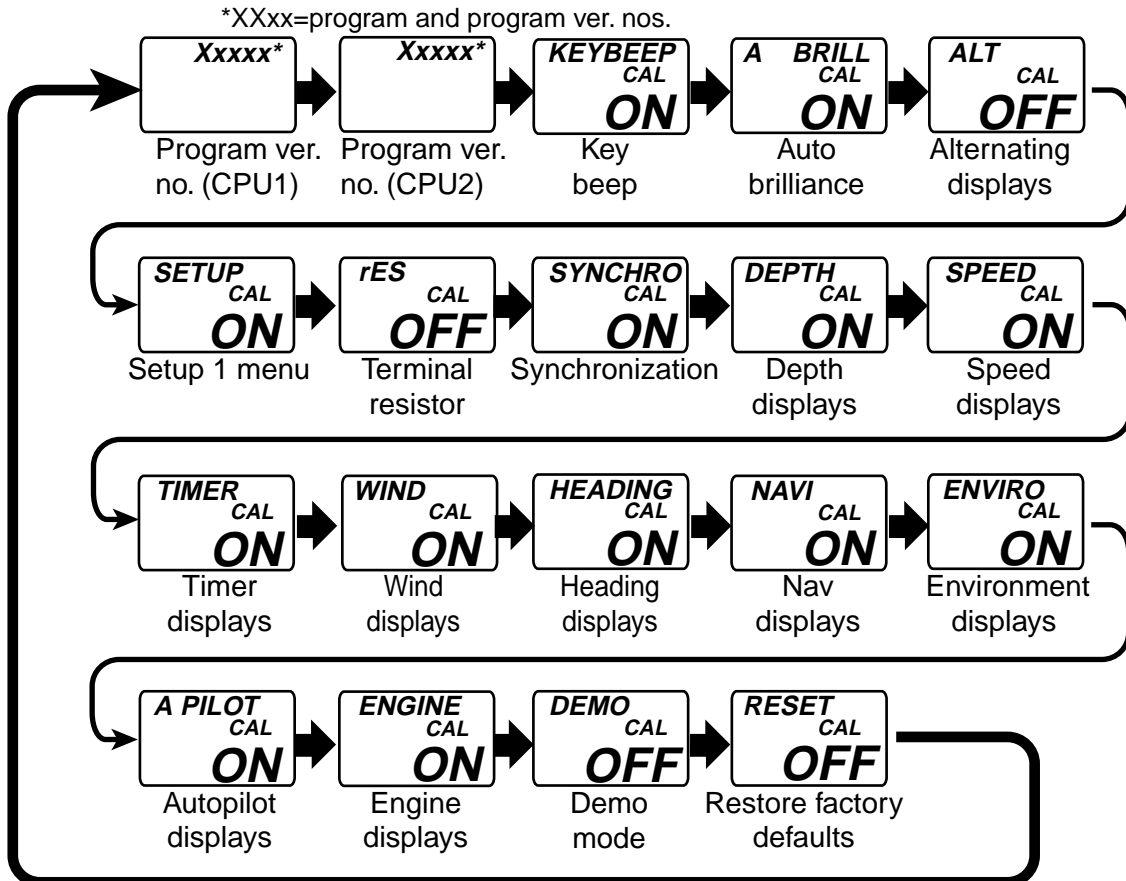 *XXxx=program and program ver. nos.
Xxxxx*
Program ver.
no. (CPU1)
Xxxxx*
Program ver.
no. (CPU2)
KEYBEEP
CAL
ON
Key
beep
A BRILL
CAL
ON
Auto
brilliance
ALT
CAL
OFF
Alternating
displays
SETUP
CAL
ON
Setup 1 menu
rES
CAL
OFF
Terminal
resistor
SYNCHRO
CAL
ON
Synchronization
DEPTH
CAL
ON
Depth
displays
SPEED
CAL
ON
Speed
displays
TIMER
CAL
ON
Timer
displays
WIND
CAL
ON
Wind
displays
HEADING
CAL
ON
Heading
displays
NAVI
CAL
ON
Nav
displays
ENVIRO
CAL
ON
Environment
displays
A PILOT
CAL
ON
Autopilot
displays
ENGINE
CAL
ON
Engine
displays
DEMO
CAL
OFF
Demo
mode
RESET
CAL
OFF
Restore factory
defaults